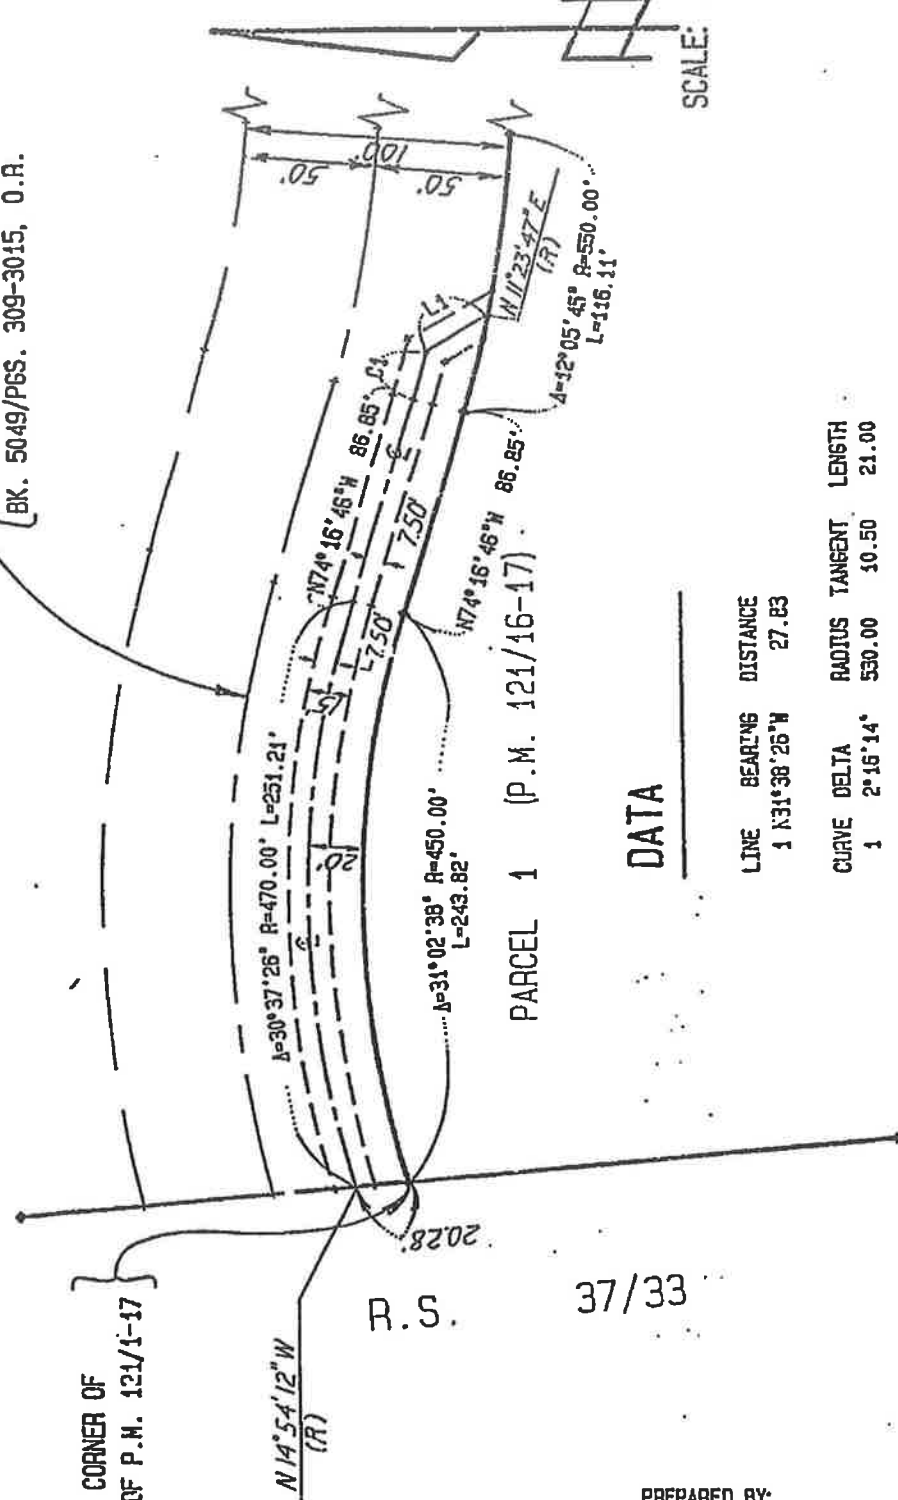 BK. 5049/PGS. 309-3015, O.R.
SCALE:
50'
100'
50'
N11°23'47"E
(R)
L1
C1
Δ=12°05'45" R=550.00'
L=116.11'
N74°16'46"W 86.85'
7.50'
7.50'
15'
N74°16'46"W 86.85'
Δ=30°37'26" R=470.00' L=251.21'
20'
Δ=31°02'38" R=450.00'
L=243.82'
PARCEL 1 (P.M. 121/16-17)
20.28'
CORNER OF
OF P.M. 121/1-17
N14°54'12"W
(R)
R.S. 37/33
DATA
LINE BEARING DISTANCE
1 N31°38'26"W 27.83
CURVE DELTA RADIUS TANGENT LENGTH
1 2°16'14" 530.00 10.50 21.00
PREPARED BY: